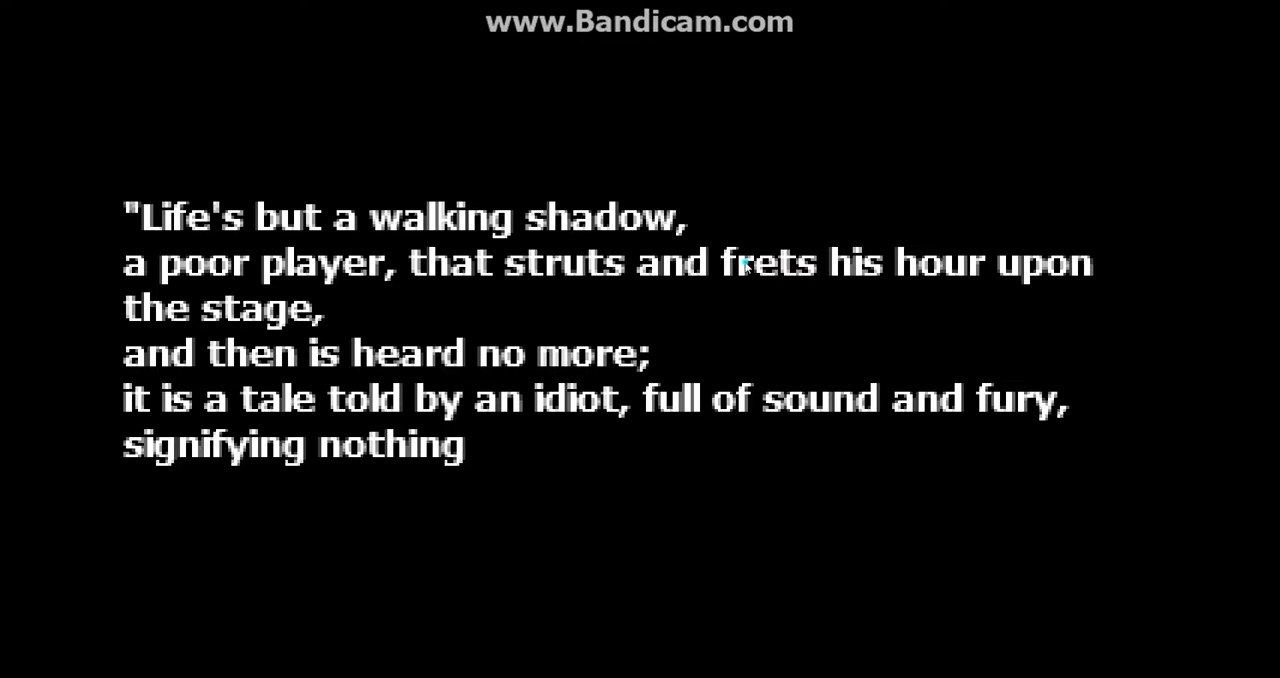 www.Bandicam.com
"Life's but a walking shadow,
a poor player, that struts and frets his hour upon
the stage,
and then is heard no more;
it is a tale told by an idiot, full of sound and fury,
signifying nothing